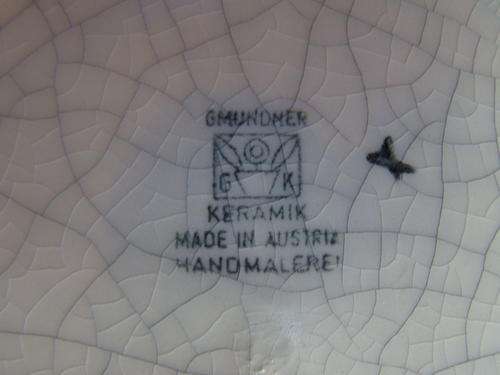 GMUNDNER
G K
KERAMIK
MADE IN AUSTRIA
HANDMALEREI